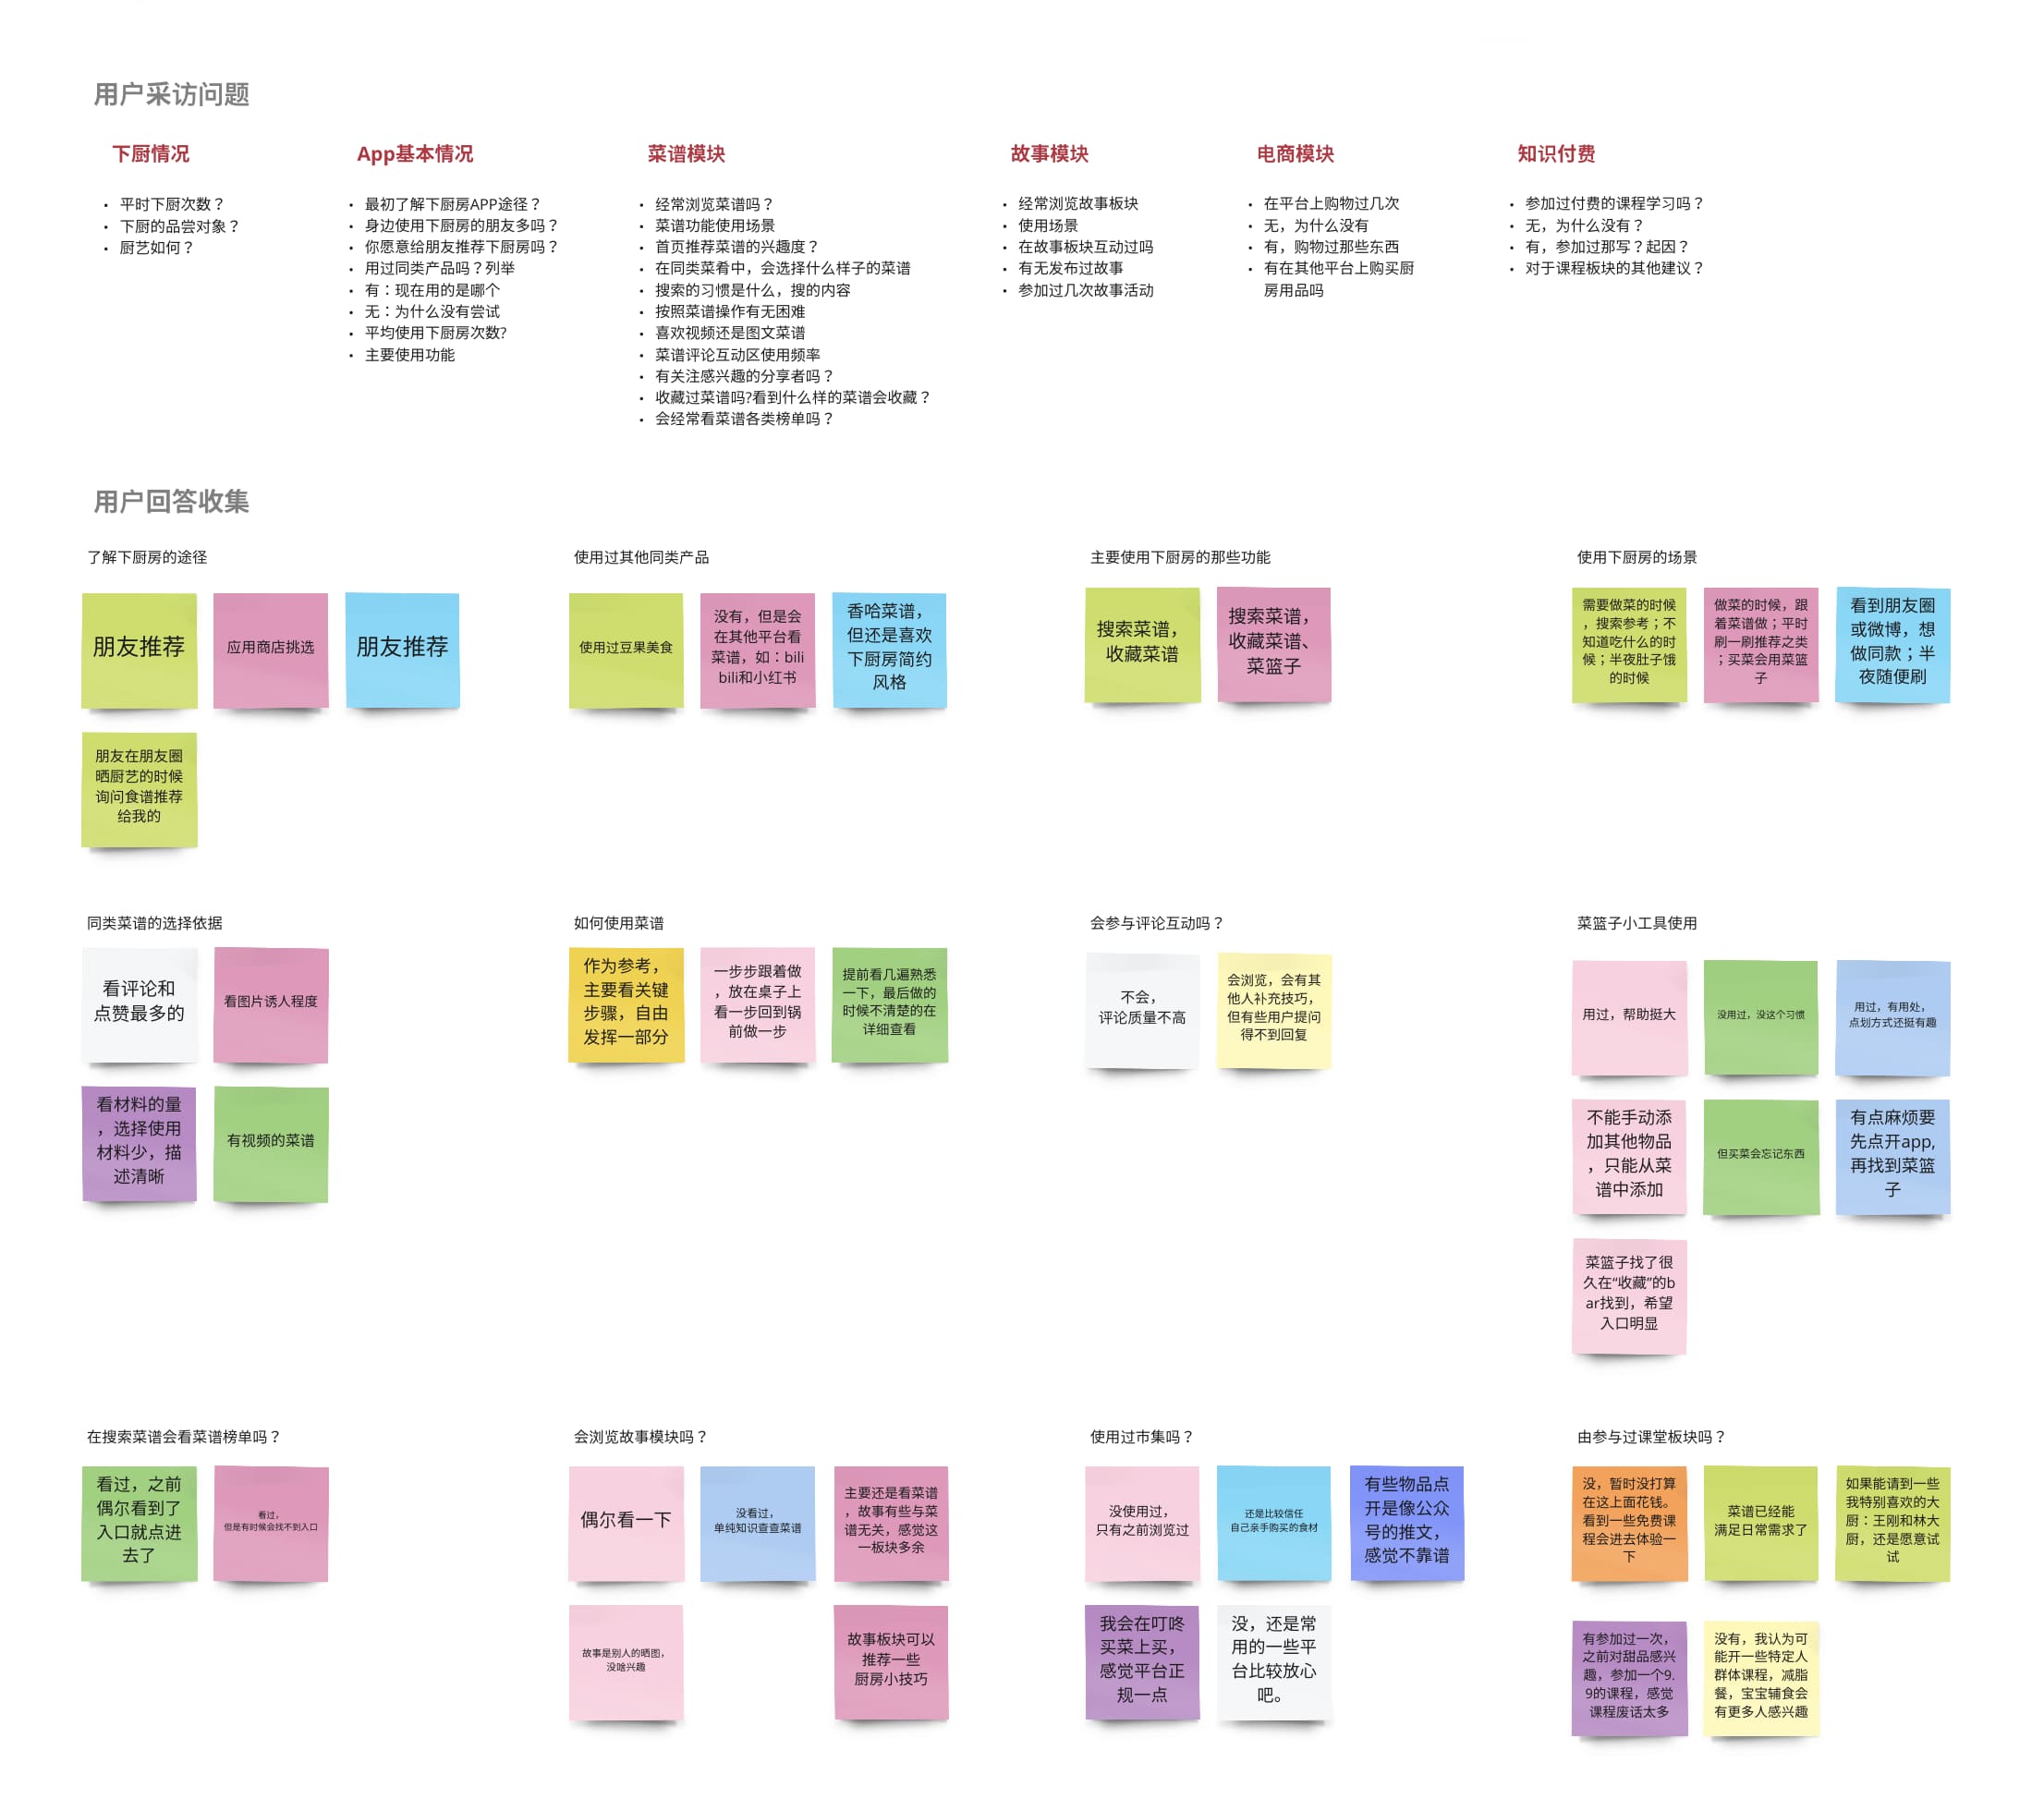 用户采访问题
下厨情况
• 平时下厨次数？
• 下厨的品尝对象？
• 厨艺如何？
App基本情况
• 最初了解下厨房APP途径？
• 身边使用下厨房的朋友多吗？
• 你愿意给朋友推荐下厨房吗？
• 用过同类产品吗？列举
• 有：现在用的是哪个
• 无：为什么没有尝试
• 平均使用下厨房次数?
• 主要使用功能
菜谱模块
• 经常浏览菜谱吗？
• 菜谱功能使用场景
• 首页推荐菜谱的兴趣度？
• 在同类菜肴中，会选择什么样子的菜谱
• 搜索的习惯是什么，搜的内容
• 按照菜谱操作有无困难
• 喜欢视频还是图文菜谱
• 菜谱评论互动区使用频率
• 有关注感兴趣的分享者吗？
• 收藏过菜谱吗?看到什么样的菜谱会收藏？
• 会经常看菜谱各类榜单吗？
故事模块
• 经常浏览故事板块
• 使用场景
• 在故事板块互动过吗
• 有无发布过故事
• 参加过几次故事活动
电商模块
• 在平台上购物过几次
• 无，为什么没有
• 有，购物过那些东西
• 有在其他平台上购买厨
房用品吗
知识付费
• 参加过付费的课程学习吗？
• 无，为什么没有？
• 有，参加过那写？起因？
• 对于课程板块的其他建议？
用户回答收集
了解下厨房的途径
朋友推荐
应用商店挑选
朋友推荐
朋友在朋友圈
晒厨艺的时候
询问食谱推荐
给我的
使用过其他同类产品
使用过豆果美食
没有，但是会
在其他平台看
菜谱，如：bili
bili和小红书
香哈菜谱，
但还是喜欢
下厨房简约
风格
主要使用下厨房的那些功能
搜索菜谱，
收藏菜谱
搜索菜谱，
收藏菜谱、
菜篮子
使用下厨房的场景
需要做菜的时候
，搜索参考；不
知道吃什么的时
候；半夜肚子饿
的时候
做菜的时候，跟
着菜谱做；平时
刷一刷推荐之类
；买菜会用菜篮
子
看到朋友圈
或微博，想
做同款；半
夜随便刷
同类菜谱的选择依据
看评论和
点赞最多的
看图片诱人程度
看材料的量
，选择使用
材料少，描
述清晰
有视频的菜谱
如何使用菜谱
作为参考，
主要看关键
步骤，自由
发挥一部分
一步步跟着做
，放在桌子上
看一步回到锅
前做一步
提前看几遍熟悉
一下，最后做的
时候不清楚的在
详细查看
会参与评论互动吗？
不会，
评论质量不高
会浏览，会有其
他人补充技巧，
但有些用户提问
得不到回复
菜篮子小工具使用
用过，帮助挺大
没用过，没这个习惯
用过，有用处，
点划方式还挺有趣
不能手动添
加其他物品
，只能从菜
谱中添加
但买菜会忘记东西
有点麻烦要
先点开app,
再找到菜篮
子
菜篮子找了很
久在“收藏”的b
ar找到，希望
入口明显
在搜索菜谱会看菜谱榜单吗？
看过，之前
偶尔看到了
入口就点进
去了
看过，
但是有时候会找不到入口
会浏览故事模块吗？
偶尔看一下
没看过，
单纯知识查查菜谱
主要还是看菜谱
，故事有些与菜
谱无关，感觉这
一板块多余
故事是别人的晒图，
没啥兴趣
故事板块可以
推荐一些
厨房小技巧
使用过市集吗？
没使用过，
只有之前浏览过
还是比较信任
自己亲手购买的食材
有些物品点
开是像公众
号的推文，
感觉不靠谱
我会在叮咚
买菜上买，
感觉平台正
规一点
没，还是常
用的一些平
台比较放心
吧。
由参与过课堂板块吗？
没，暂时没打算
在这上面花钱。
看到一些免费课
程会进去体验一
下
菜谱已经能
满足日常需求了
如果能请到一些
我特别喜欢的大
厨：王刚和林大
厨，还是愿意试
试
有参加过一次，
之前对甜品感兴
趣，参加一个9.
9的课程，感觉
课程废话太多
没有，我认为可
能开一些特定人
群体课程，减脂
餐，宝宝辅食会
有更多人感兴趣